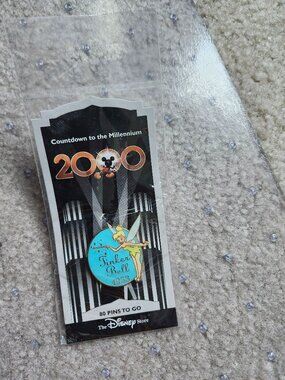 Countdown to the Millennium
2000
Tinker
Bell
80 PINS TO GO
The Disney Store